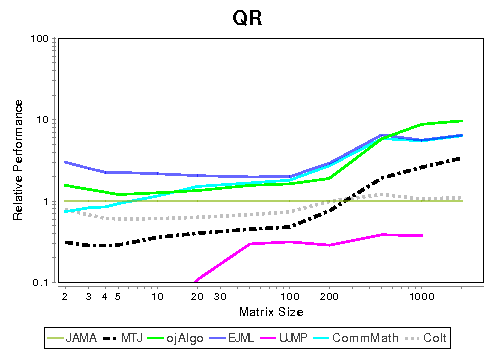 QR
Relative Performance
100
10
1
0.1
2 3 4 5 10 20 30 100 200 1000
Matrix Size
JAMA MTJ ojAlgo EJML UJMP CommMath Colt